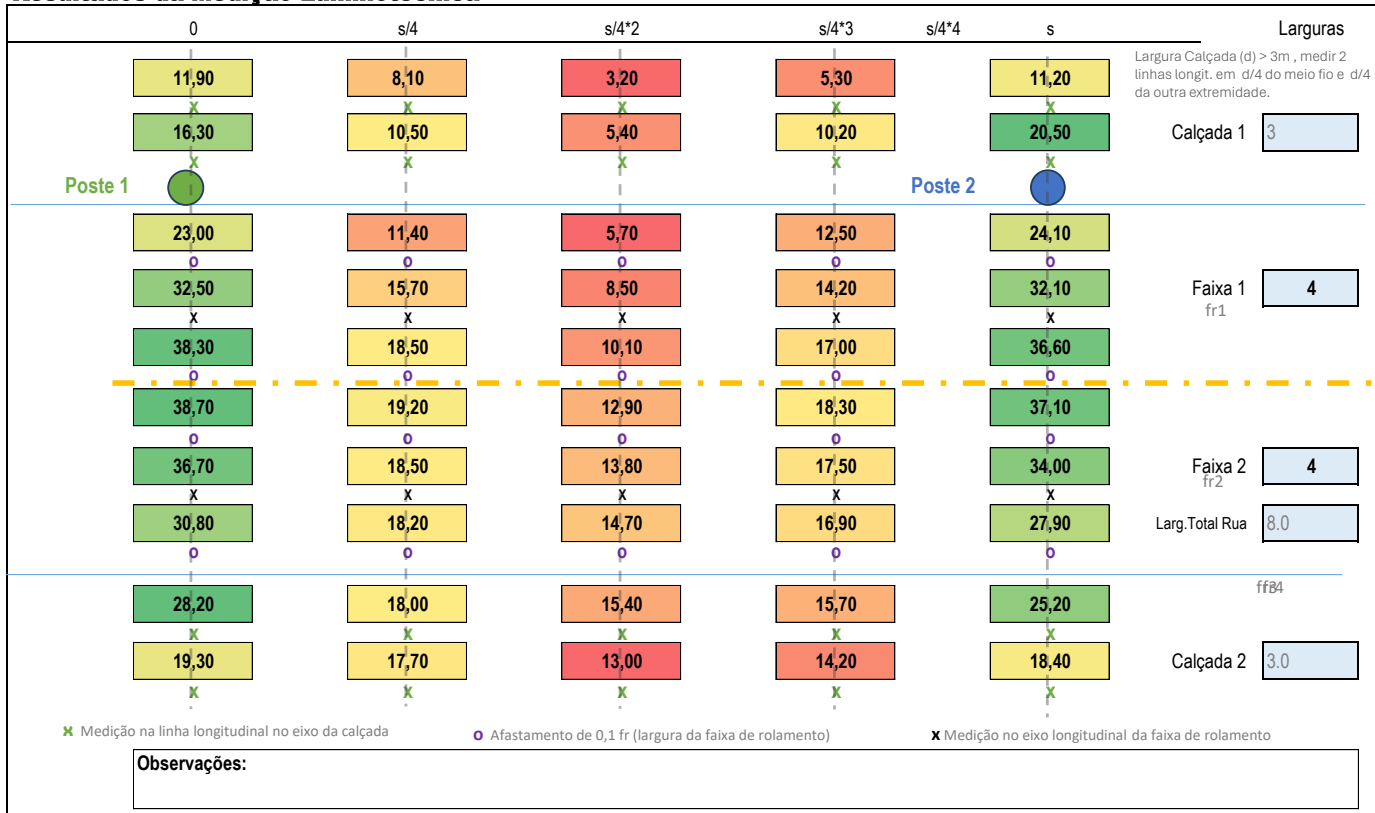 0 s/4 s/4*2 s/4*3 s/4*4 s Larguras
Largura Calçada (d) > 3m , medir 2
linhas longit. em d/4 do meio fio e d/4
da outra extremidade.
11,90 8,10 3,20 5,30 11,20
x x x x x
16,30 10,50 5,40 10,20 20,50 Calçada 1 3
x x x x x
Poste 1 Poste 2
23,00 11,40 5,70 12,50 24,10
o o o o o
32,50 15,70 8,50 14,20 32,10 Faixa 1 4
fr1
x x x x x
38,30 18,50 10,10 17,00 36,60
o o o o o
38,70 19,20 12,90 18,30 37,10
o o o o o
36,70 18,50 13,80 17,50 34,00 Faixa 2 4
fr2
x x x x x
30,80 18,20 14,70 16,90 27,90 Larg.Total Rua 8.0
o o o o o
28,20 18,00 15,40 15,70 25,20
x x x x x
19,30 17,70 13,00 14,20 18,40 Calçada 2 3.0
x x x x x
x Medição na linha longitudinal no eixo da calçada o Afastamento de 0,1 fr (largura da faixa de rolamento) x Medição no eixo longitudinal da faixa de rolamento
Observações: